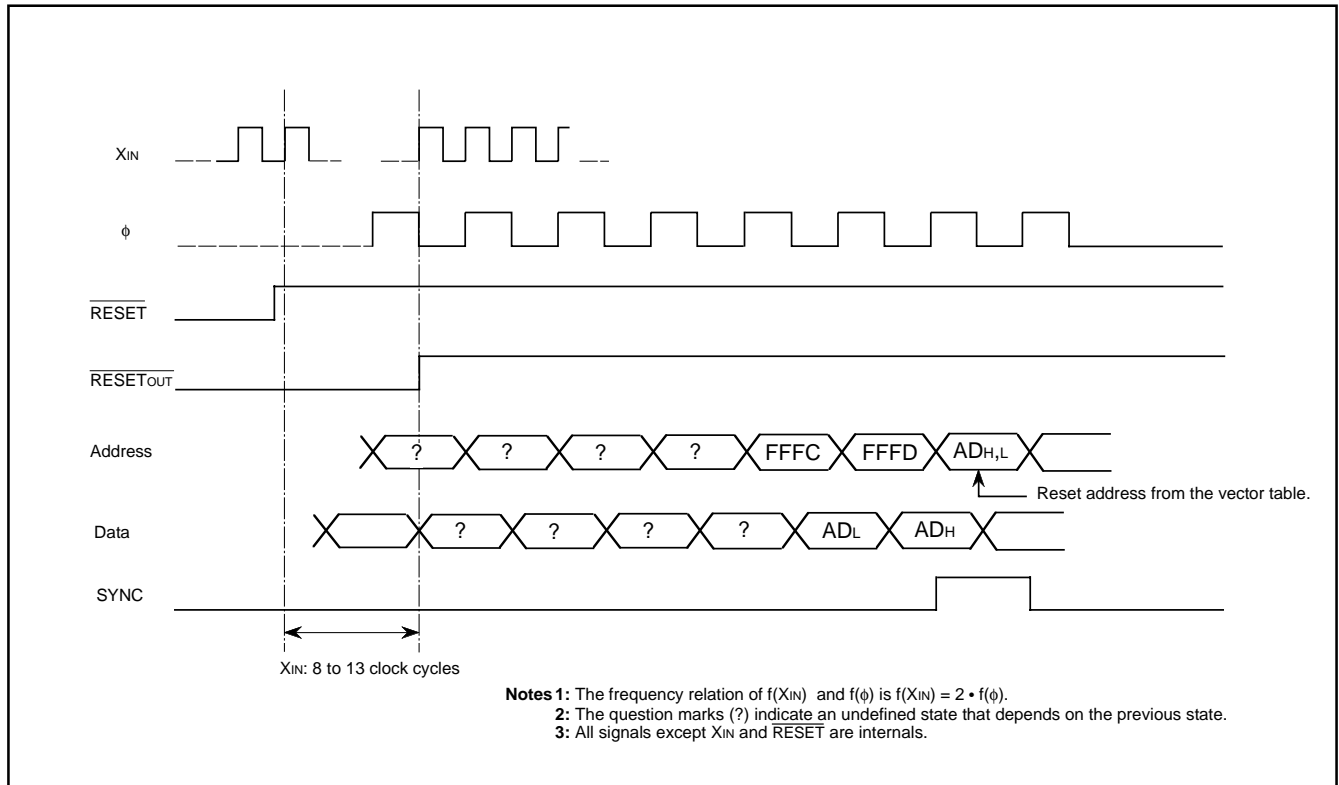 XIN
φ
RESET
RESETOUT
Address
? ? ? ? FFFC FFFD ADH,L
Reset address from the vector table.
Data
? ? ? ? ADL ADH
SYNC
XIN: 8 to 13 clock cycles
Notes 1: The frequency relation of f(XIN) and f(φ) is f(XIN) = 2 • f(φ).
2: The question marks (?) indicate an undefined state that depends on the previous state.
3: All signals except XIN and RESET are internals.